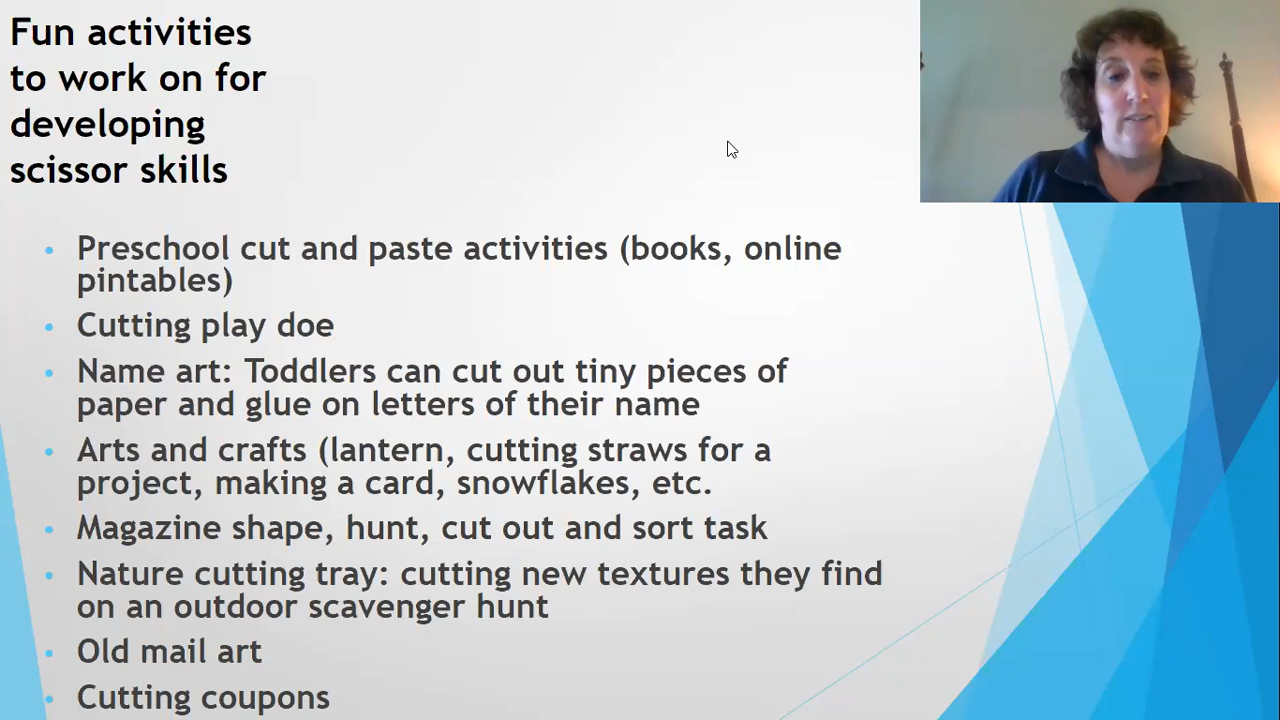 Fun activities
to work on for
developing
scissor skills
• Preschool cut and paste activities (books, online
pintables)
• Cutting play doe
• Name art: Toddlers can cut out tiny pieces of
paper and glue on letters of their name
• Arts and crafts (lantern, cutting straws for a
project, making a card, snowflakes, etc.
• Magazine shape, hunt, cut out and sort task
• Nature cutting tray: cutting new textures they find
on an outdoor scavenger hunt
• Old mail art
• Cutting coupons